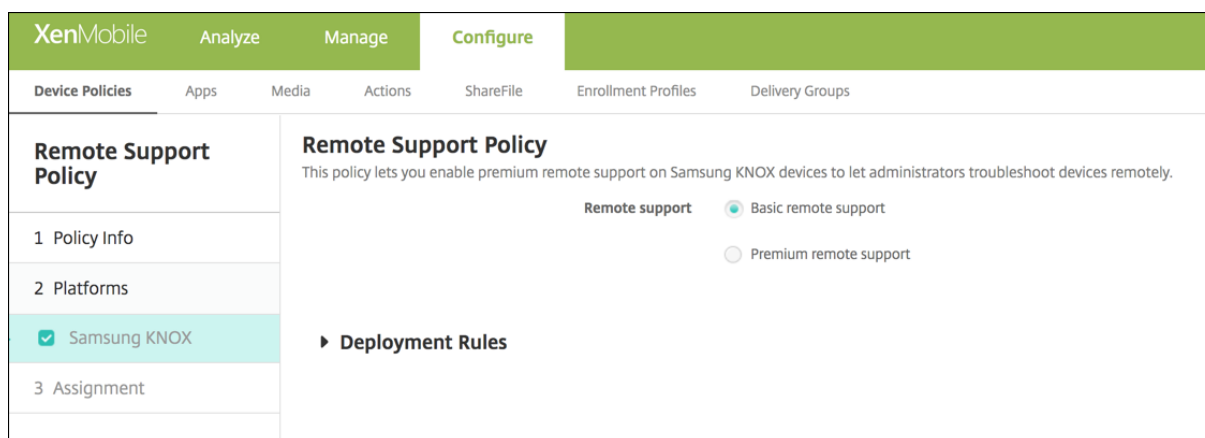 XenMobile Analyze Manage Configure
Device Policies Apps Media Actions ShareFile Enrollment Profiles Delivery Groups
Remote Support
Policy
1 Policy Info
2 Platforms
Samsung KNOX
3 Assignment
Remote Support Policy
This policy lets you enable premium remote support on Samsung KNOX devices to let administrators troubleshoot devices remotely.
Remote support Basic remote support
Premium remote support
Deployment Rules